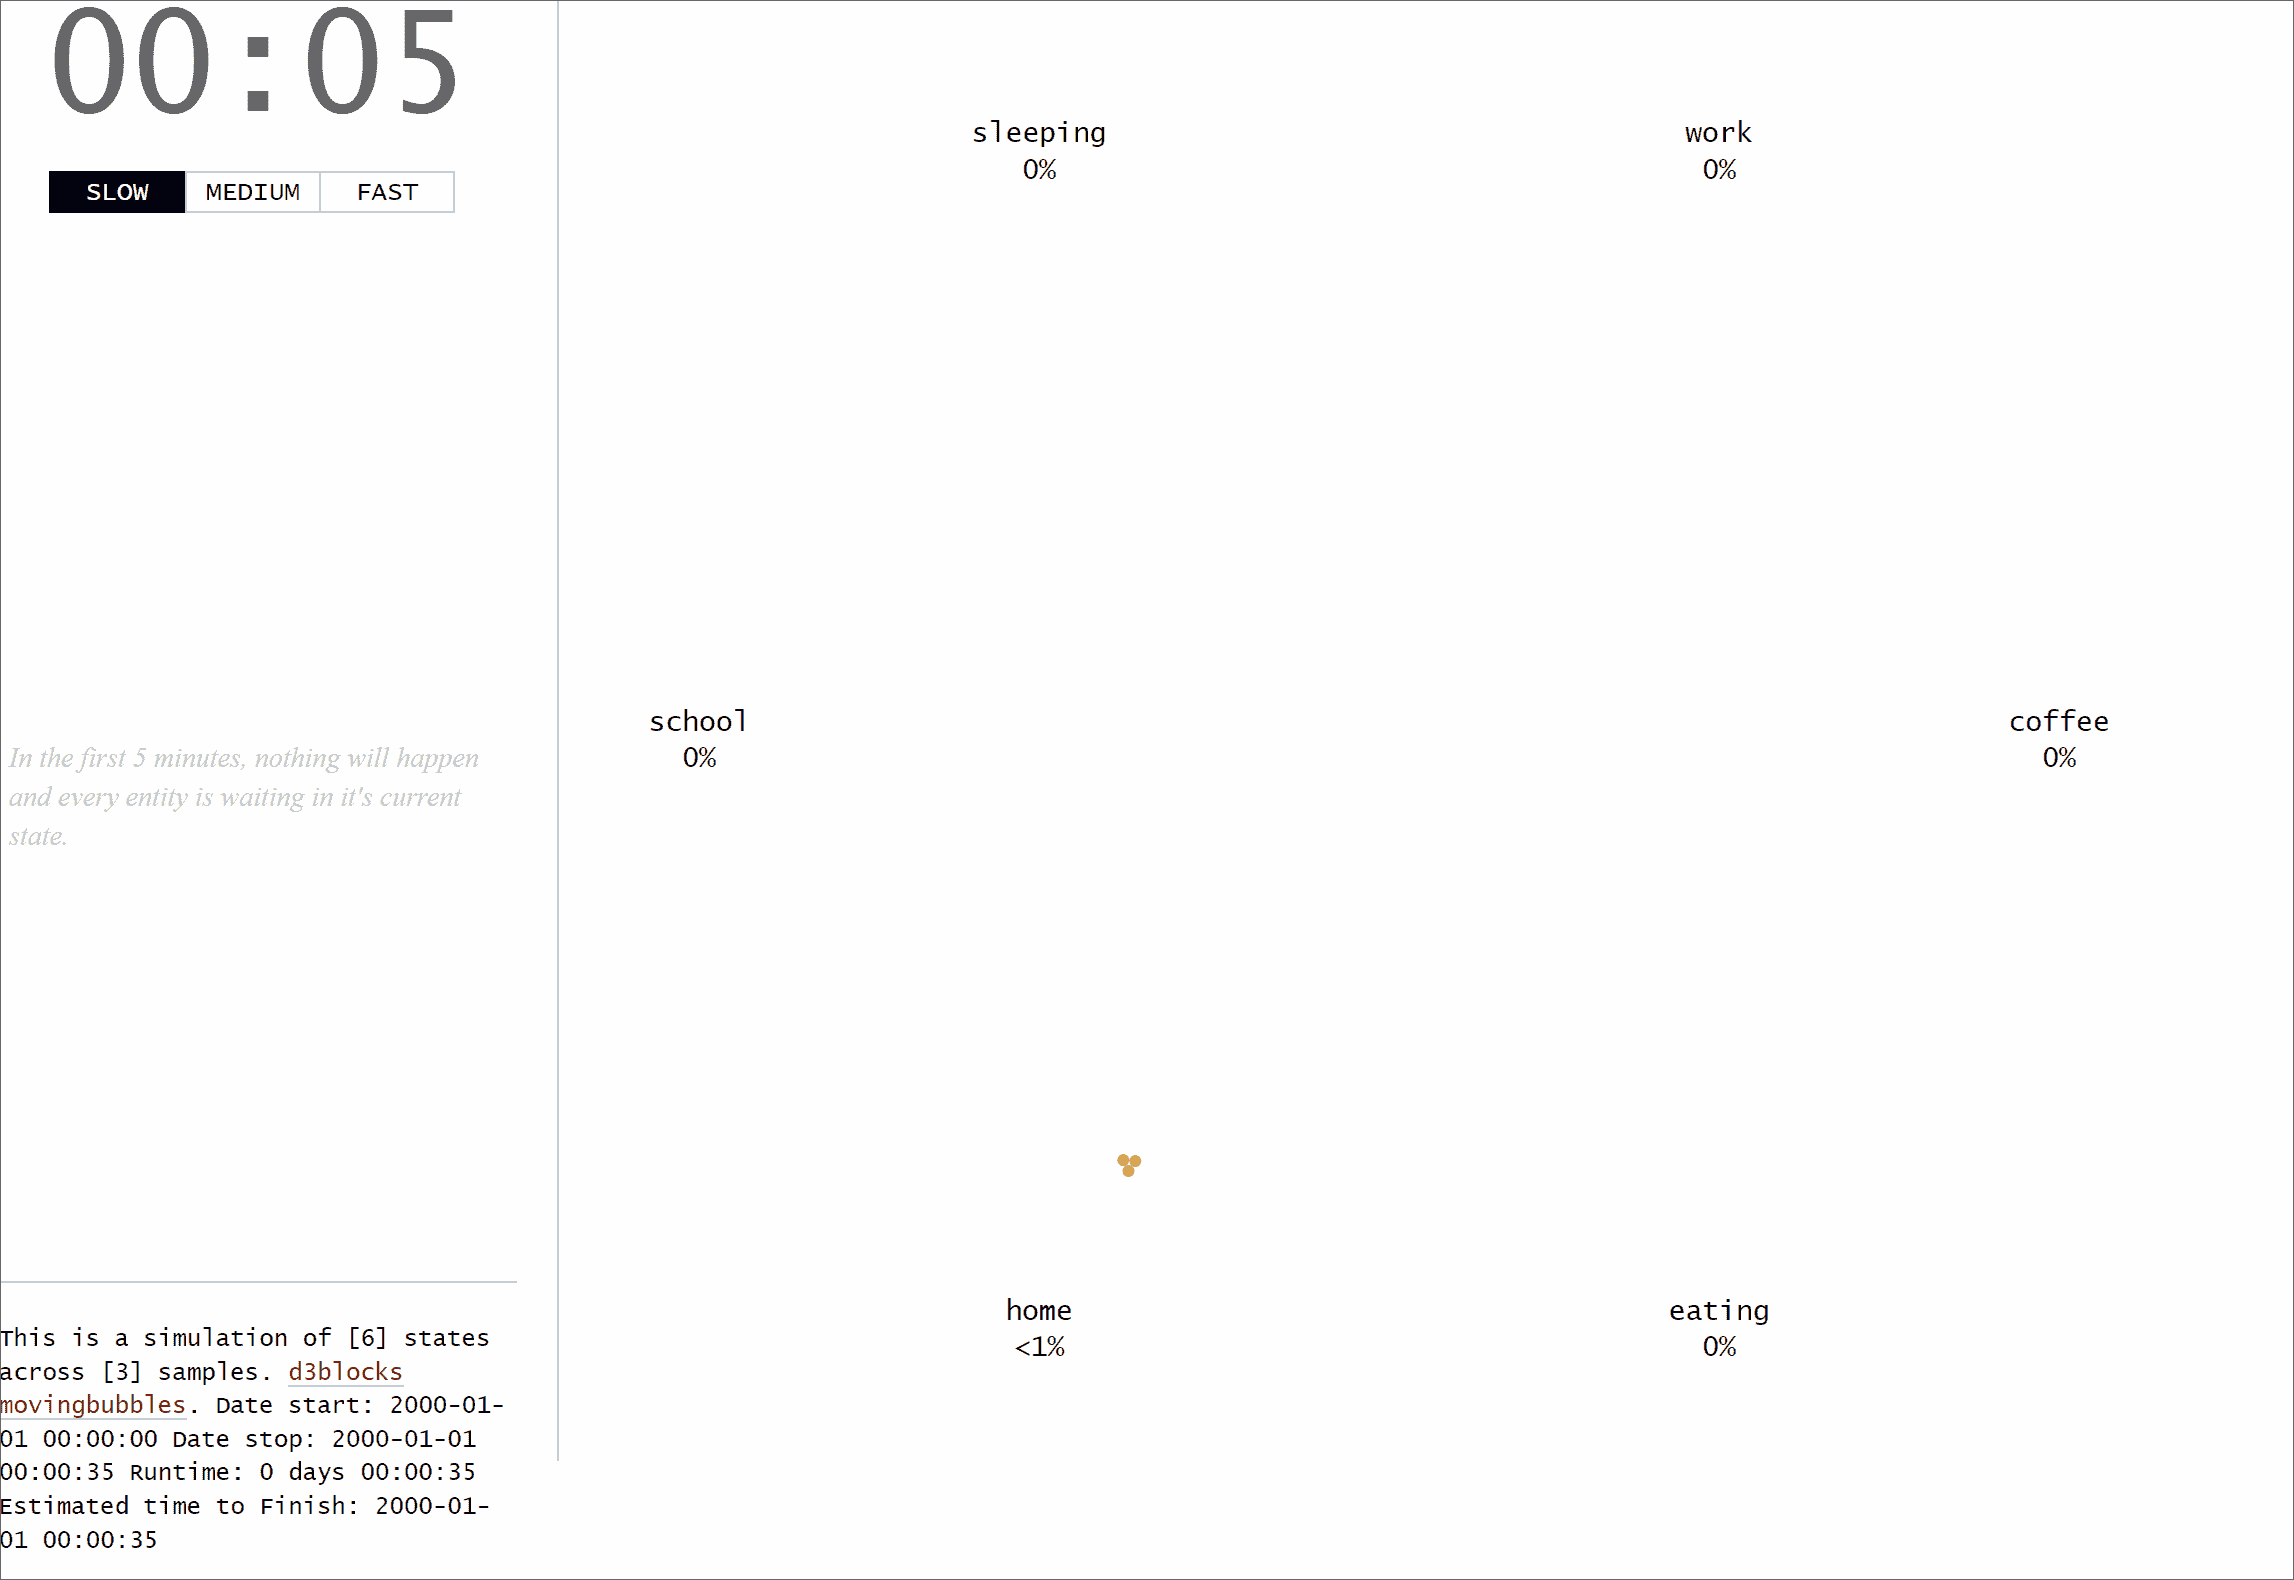 00:05
SLOW MEDIUM FAST
sleeping
0%
work
0%
school
0%
coffee
0%
In the first 5 minutes, nothing will happen
and every entity is waiting in it's current
state.
home
<1%
eating
0%
This is a simulation of [6] states
across [3] samples. d3blocks
movingbubbles. Date start: 2000-01-
01 00:00:00 Date stop: 2000-01-01
00:00:35 Runtime: 0 days 00:00:35
Estimated time to Finish: 2000-01-
01 00:00:35